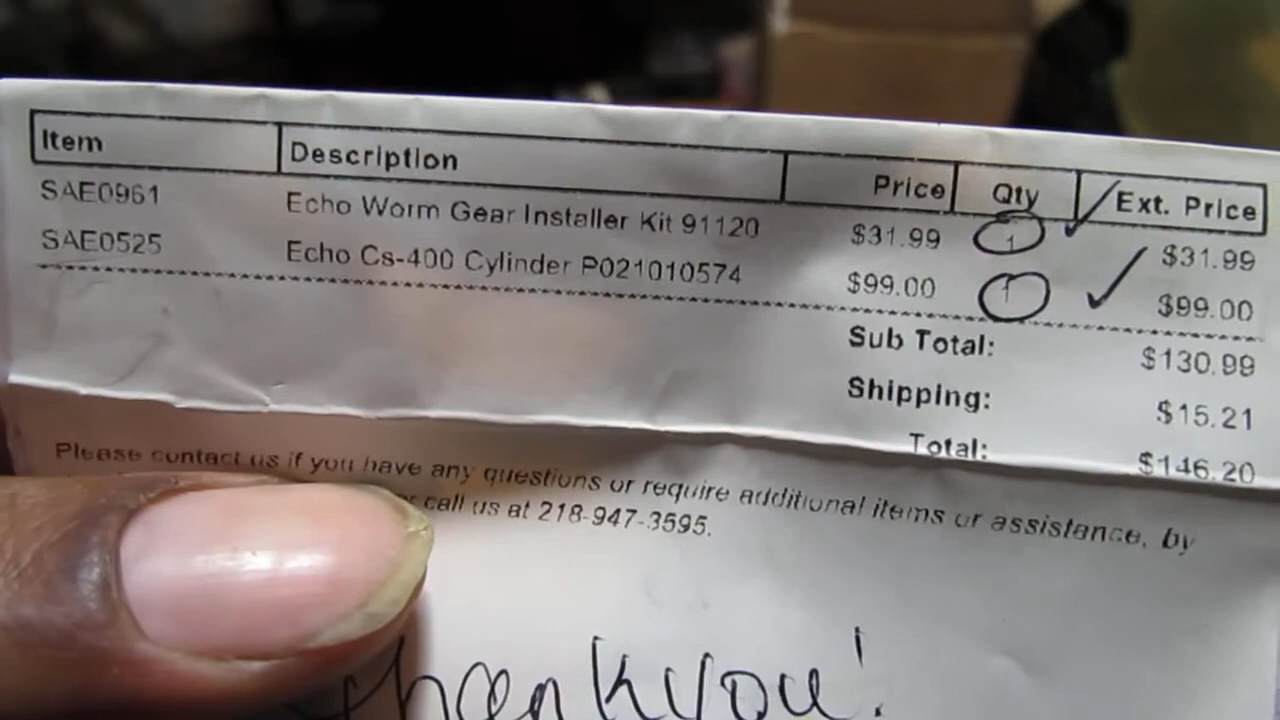 Item Description Price Qty Ext. Price
SAE0961 Echo Worm Gear Installer Kit 91120 $31.99 1 $31.99
SAE0525 Echo Cs-400 Cylinder P021010574 $99.00 1 $99.00
Sub Total: $130.99
Shipping: $15.21
Total: $146.20
Please contact us if you have any questions or require additional items or assistance, by
or call us at 218-947-3595.
Thank you!